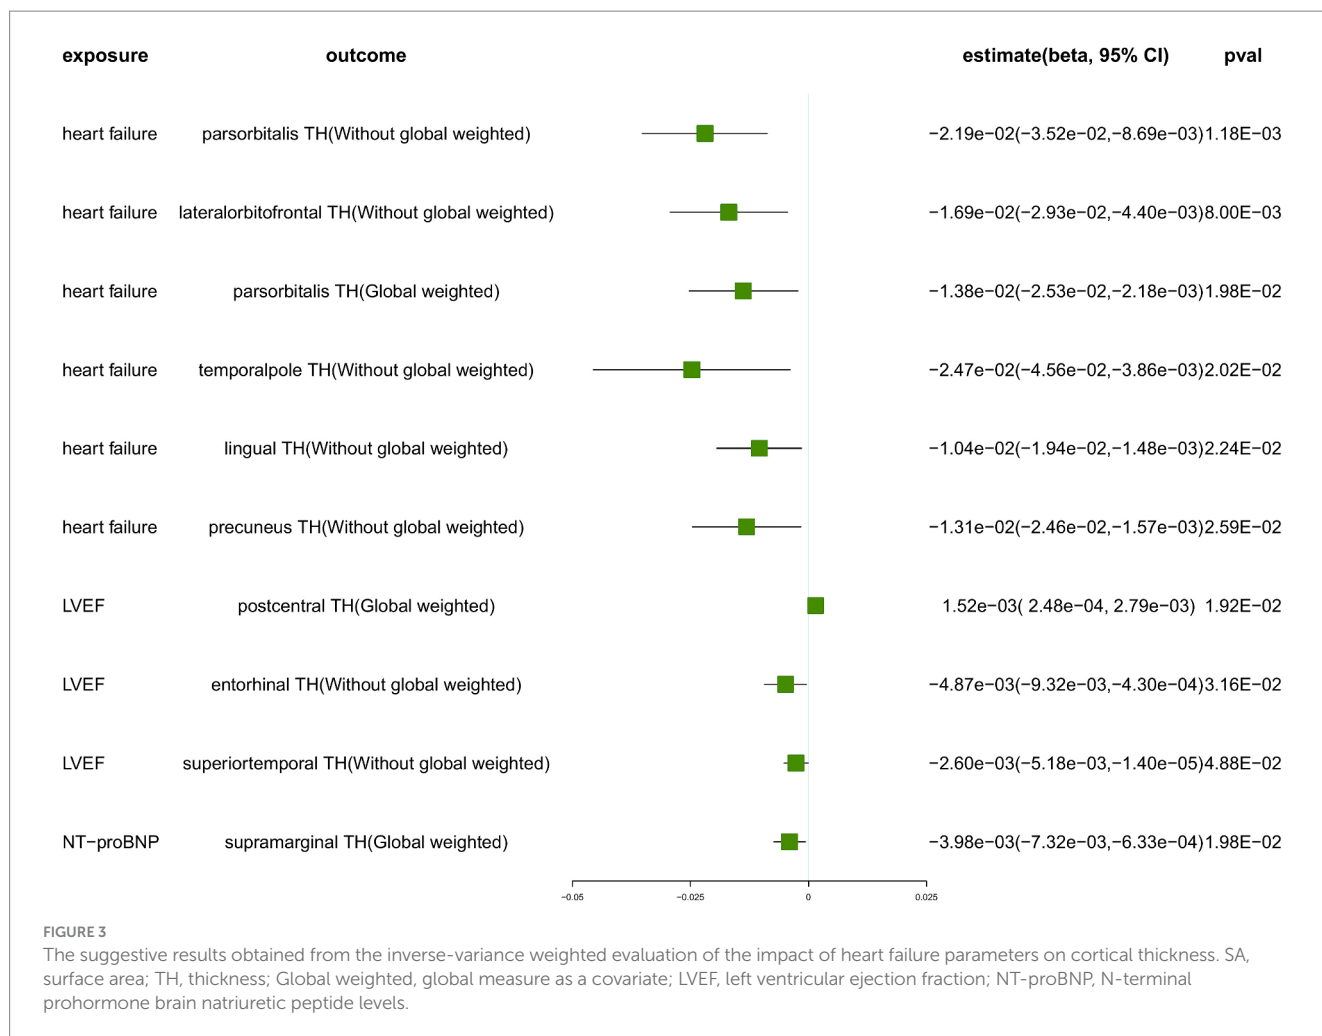 exposure outcome estimate(beta, 95% CI) pval
heart failure parsorbitalis TH(Without global weighted) −2.19e−02(−3.52e−02,−8.69e−03) 1.18E−03
heart failure lateralorbitofrontal TH(Without global weighted) −1.69e−02(−2.93e−02,−4.40e−03) 8.00E−03
heart failure parsorbitalis TH(Global weighted) −1.38e−02(−2.53e−02,−2.18e−03) 1.98E−02
heart failure temporalpole TH(Without global weighted) −2.47e−02(−4.56e−02,−3.86e−03) 2.02E−02
heart failure lingual TH(Without global weighted) −1.04e−02(−1.94e−02,−1.48e−03) 2.24E−02
heart failure precuneus TH(Without global weighted) −1.31e−02(−2.46e−02,−1.57e−03) 2.59E−02
LVEF postcentral TH(Global weighted) 1.52e−03( 2.48e−04, 2.79e−03) 1.92E−02
LVEF entorhinal TH(Without global weighted) −4.87e−03(−9.32e−03,−4.30e−04) 3.16E−02
LVEF superiortemporal TH(Without global weighted) −2.60e−03(−5.18e−03,−1.40e−05) 4.88E−02
NT−proBNP supramarginal TH(Global weighted) −3.98e−03(−7.32e−03,−6.33e−04) 1.98E−02
−0.05 −0.025 0 0.025
FIGURE 3
The suggestive results obtained from the inverse-variance weighted evaluation of the impact of heart failure parameters on cortical thickness. SA,
surface area; TH, thickness; Global weighted, global measure as a covariate; LVEF, left ventricular ejection fraction; NT-proBNP, N-terminal
prohormone brain natriuretic peptide levels.